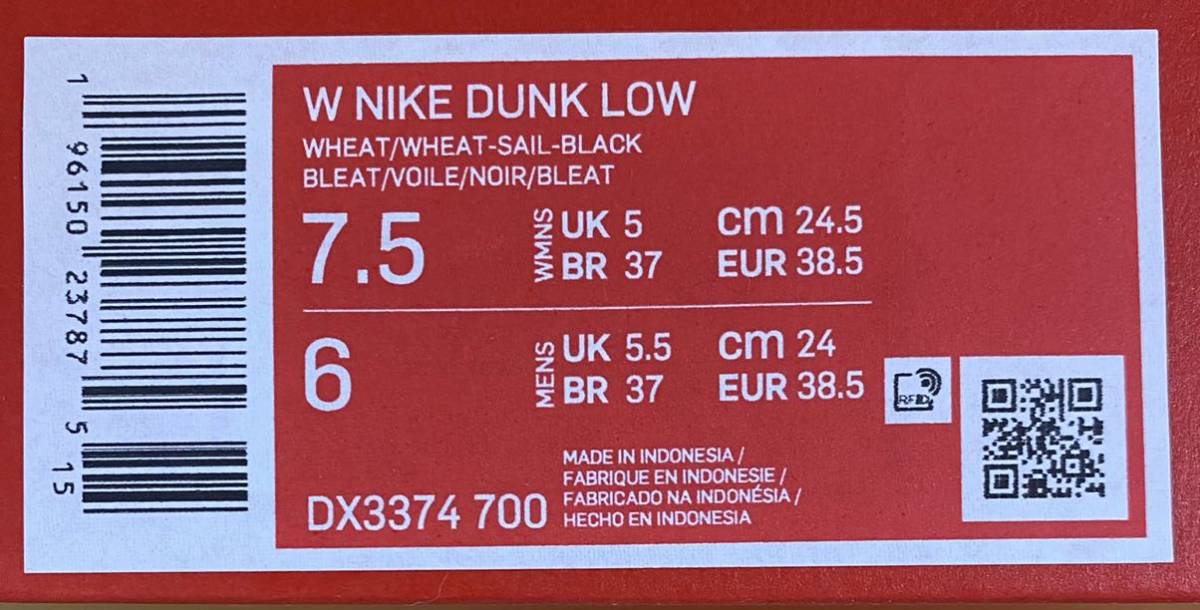 W NIKE DUNK LOW
WHEAT/WHEAT-SAIL-BLACK
BLEAT/VOILE/NOIR/BLEAT
7.5 WMNS UK 5 cm 24.5
BR 37 EUR 38.5
6 MENS UK 5.5 cm 24
BR 37 EUR 38.5
RFID
MADE IN INDONESIA /
FABRIQUE EN INDONESIE /
FABRICADO NA INDONÉSIA /
HECHO EN INDONESIA
DX3374 700
1 96150 23787 5 15